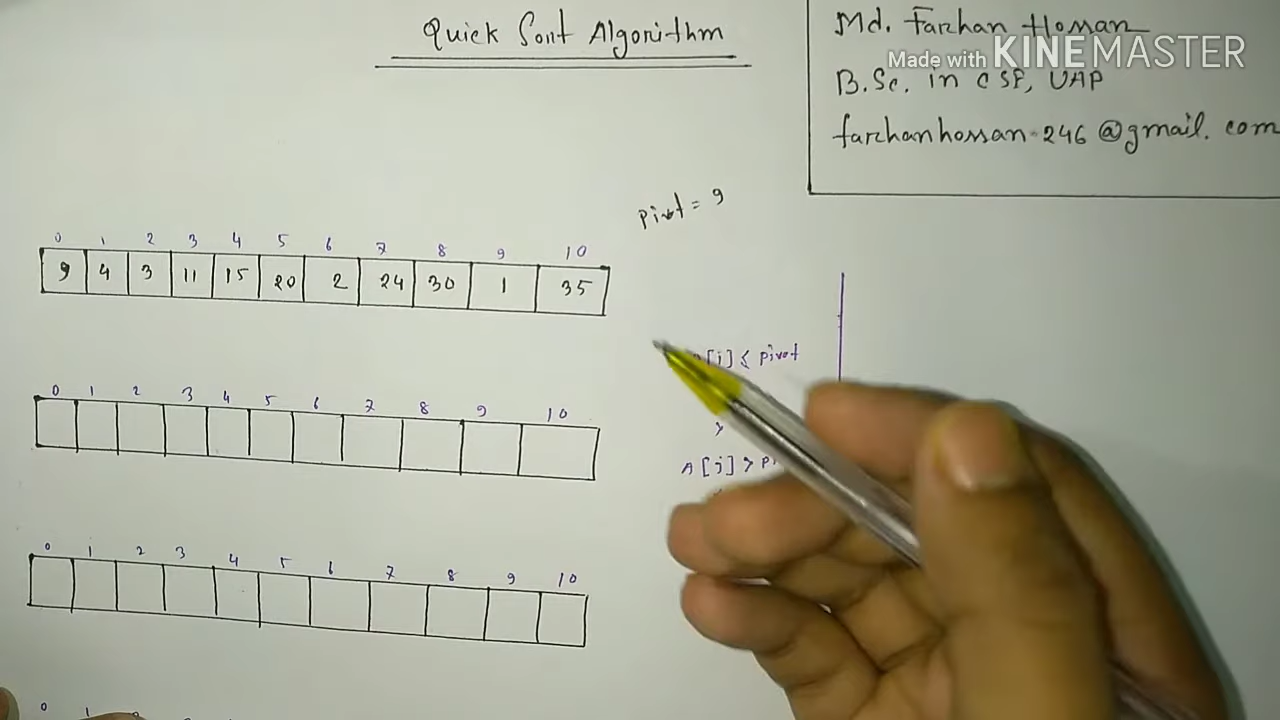 Quick Sort Algorithm
Md. Farhan Hossan
Made with KINEMASTER
B.Sc. in CSE, UAP
farhanhossan.246@gmail.com
pivot = 9
0 1 2 3 4 5 6 7 8 9 10
9 4 3 11 15 20 2 24 30 1 35
[i] ≤ pivot
0 1 2 3 4 5 6 7 8 9 10
>
A[j] > Pi
0 1 2 3 4 5 6 7 8 9 10
0 1